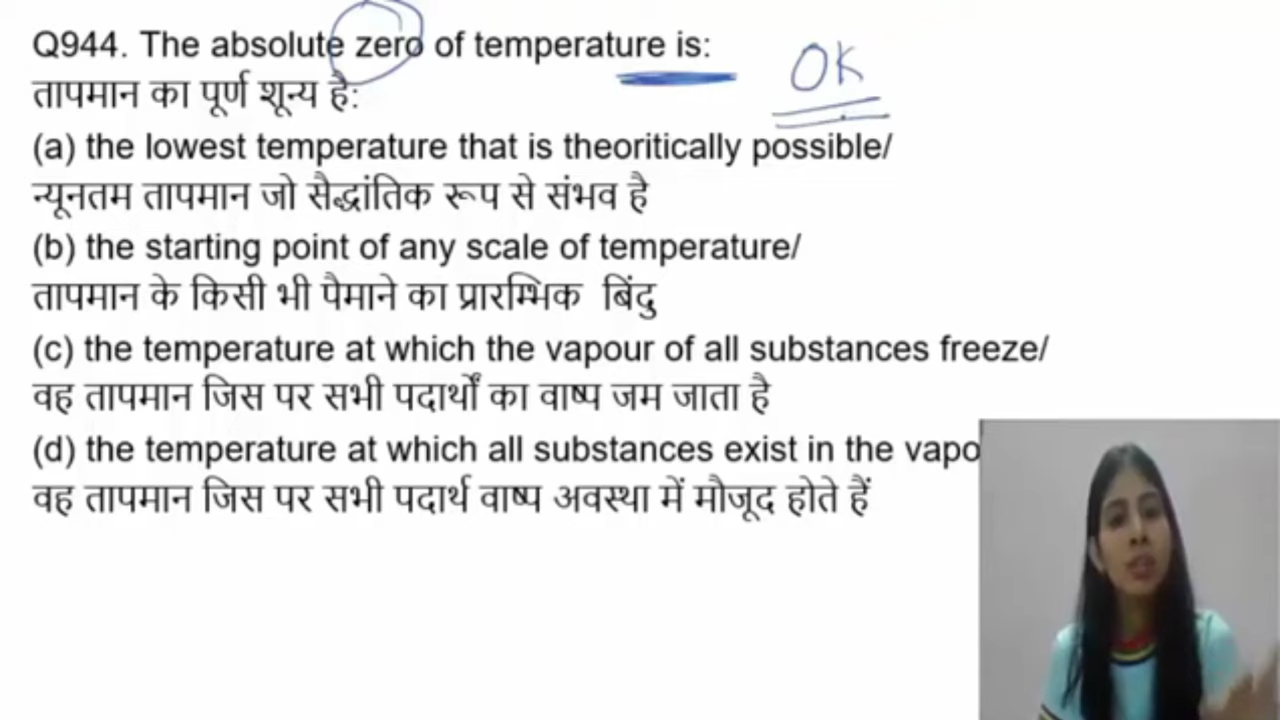 Q944. The absolute zero of temperature is:
OK
तापमान का पूर्ण शून्य है:
(a) the lowest temperature that is theoritically possible/
न्यूनतम तापमान जो सैद्धांतिक रूप से संभव है
(b) the starting point of any scale of temperature/
तापमान के किसी भी पैमाने का प्रारम्भिक बिंदु
(c) the temperature at which the vapour of all substances freeze/
वह तापमान जिस पर सभी पदार्थों का वाष्प जम जाता है
(d) the temperature at which all substances exist in the vapo
वह तापमान जिस पर सभी पदार्थ वाष्प अवस्था में मौजूद होते हैं